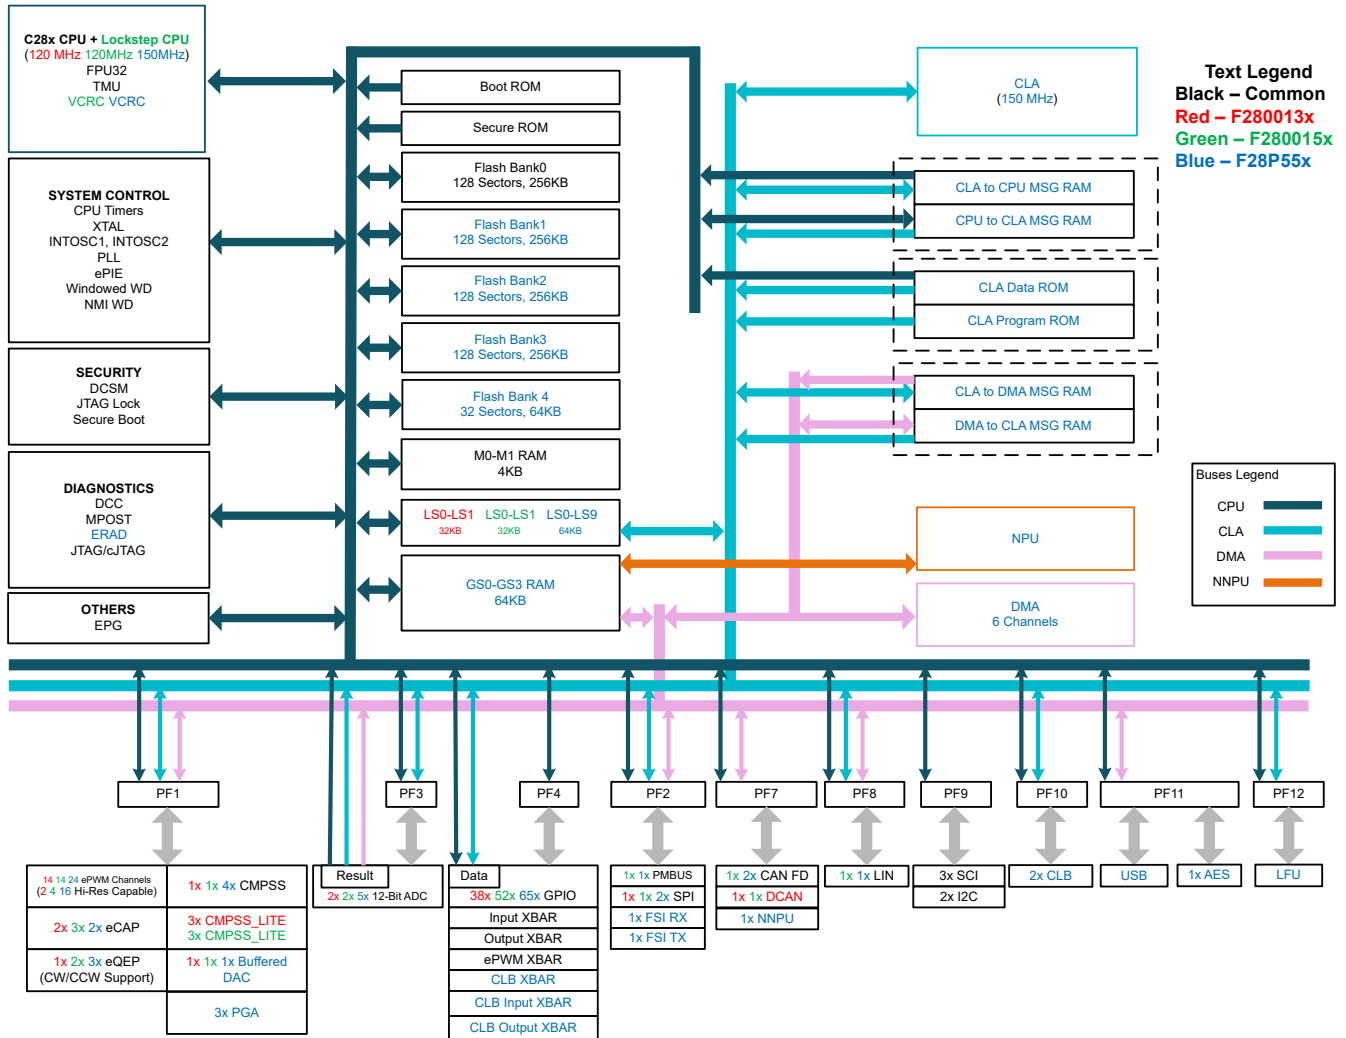 C28x CPU + Lockstep CPU
(120 MHz 120MHz 150MHz)
FPU32
TMU
VCRC VCRC
SYSTEM CONTROL
CPU Timers
XTAL
INTOSC1, INTOSC2
PLL
ePIE
Windowed WD
NMI WD
SECURITY
DCSM
JTAG Lock
Secure Boot
DIAGNOSTICS
DCC
MPOST
ERAD
JTAG/cJTAG
OTHERS
EPG
Boot ROM
Secure ROM
Flash Bank0
128 Sectors, 256KB
Flash Bank1
128 Sectors, 256KB
Flash Bank2
128 Sectors, 256KB
Flash Bank3
128 Sectors, 256KB
Flash Bank 4
32 Sectors, 64KB
M0-M1 RAM
4KB
LS0-LS1 LS0-LS1 LS0-LS9
32KB 32KB 64KB
GS0-GS3 RAM
64KB
CLA
(150 MHz)
CLA to CPU MSG RAM
CPU to CLA MSG RAM
CLA Data ROM
CLA Program ROM
CLA to DMA MSG RAM
DMA to CLA MSG RAM
NPU
DMA
6 Channels
Text Legend
Black – Common
Red – F280013x
Green – F280015x
Blue – F28P55x
Buses Legend
CPU
CLA
DMA
NNPU
PF1
PF3
PF4
PF2
PF7
PF8
PF9
PF10
PF11
PF12
14 14 24 ePWM Channels
(2 4 16 Hi-Res Capable)
2x 3x 2x eCAP
1x 2x 3x eQEP
(CW/CCW Support)
1x 1x 4x CMPSS
3x CMPSS_LITE
3x CMPSS_LITE
1x 1x 1x Buffered
DAC
3x PGA
Result
2x 2x 5x 12-Bit ADC
Data
38x 52x 65x GPIO
Input XBAR
Output XBAR
ePWM XBAR
CLB XBAR
CLB Input XBAR
CLB Output XBAR
1x 1x PMBUS
1x 1x 2x SPI
1x FSI RX
1x FSI TX
1x 2x CAN FD
1x 1x DCAN
1x NNPU
1x 1x LIN
3x SCI
2x I2C
2x CLB
USB
1x AES
LFU